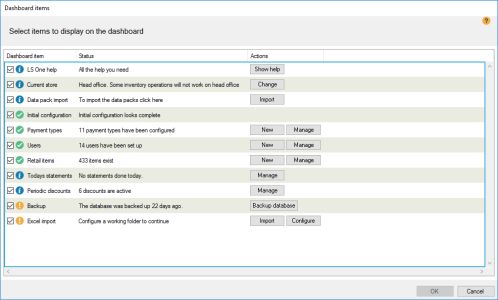 Dashboard items
Select items to display on the dashboard
?
Dashboard item Status Actions
LS One help All the help you need Show help
Current store Head office. Some inventory operations will not work on head office Change
Data pack import To import the data packs click here Import
Initial configuration Initial configuration looks complete
Payment types 11 payment types have been configured New Manage
Users 14 users have been set up New Manage
Retail items 433 items exist New Manage
Todays statements No statements done today. Manage
Periodic discounts 6 discounts are active Manage
Backup The database was backed up 22 days ago. Backup database
Excel import Configure a working folder to continue Import Configure
OK Cancel